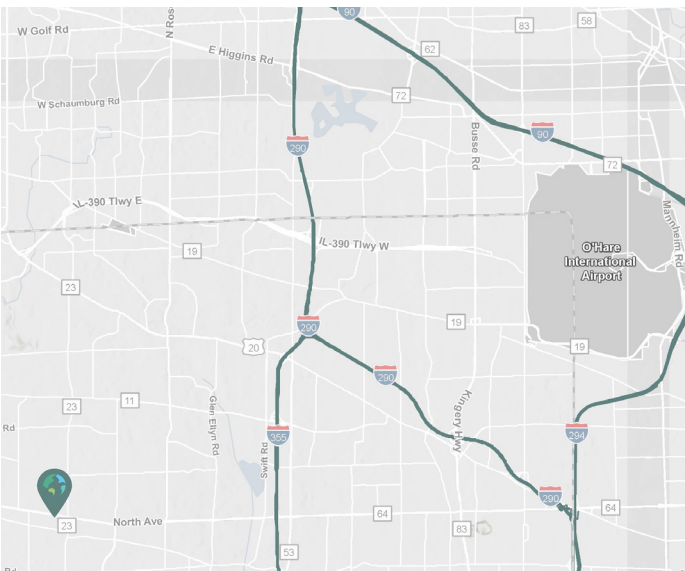 90
83
58
W Golf Rd
N Ros
62
E Higgins Rd
72
W Schaumburg Rd
Busse Rd
90
290
72
IL-390 Tlwy E
Mannheim Rd
IL-390 Tlwy W
19
O'Hare
International
Airport
23
290
19
20
19
290
23
11
Glen Ellyn Rd
Kingery Hwy
355
294
Rd
Swift Rd
290
64
64
North Ave
23
83
53
Rd